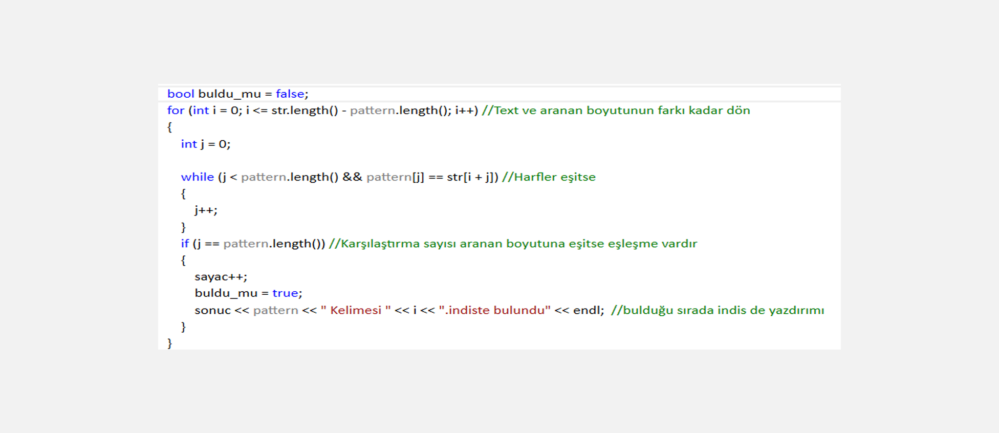 bool buldu_mu = false;
for (int i = 0; i <= str.length() - pattern.length(); i++) //Text ve aranan boyutunun farkı kadar dön
{
int j = 0;
while (j < pattern.length() && pattern[j] == str[i + j]) //Harfler eşitse
{
j++;
}
if (j == pattern.length()) //Karşılaştırma sayısı aranan boyutuna eşitse eşleşme vardır
{
sayac++;
buldu_mu = true;
sonuc << pattern << " Kelimesi " << i << ".indiste bulundu" << endl; //bulduğu sırada indis de yazdırımı
}
}